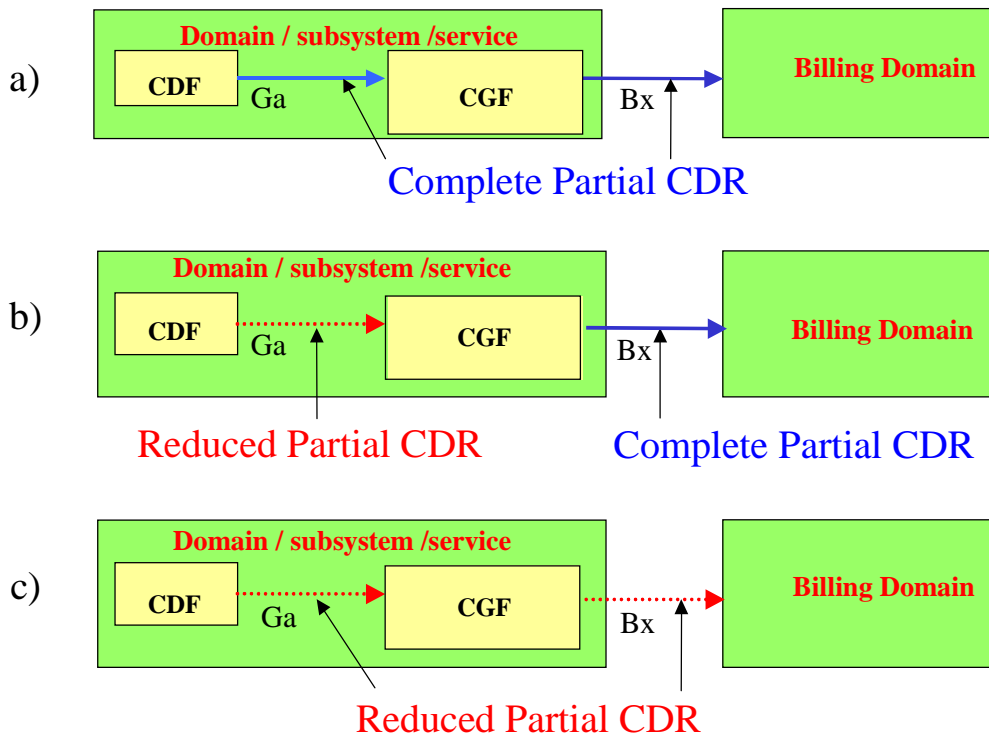 a)
Domain / subsystem /service
CDF
Ga
CGF
Bx
Billing Domain
Complete Partial CDR
b)
Domain / subsystem /service
CDF
Ga
CGF
Bx
Billing Domain
Reduced Partial CDR
Complete Partial CDR
c)
Domain / subsystem /service
CDF
Ga
CGF
Bx
Billing Domain
Reduced Partial CDR